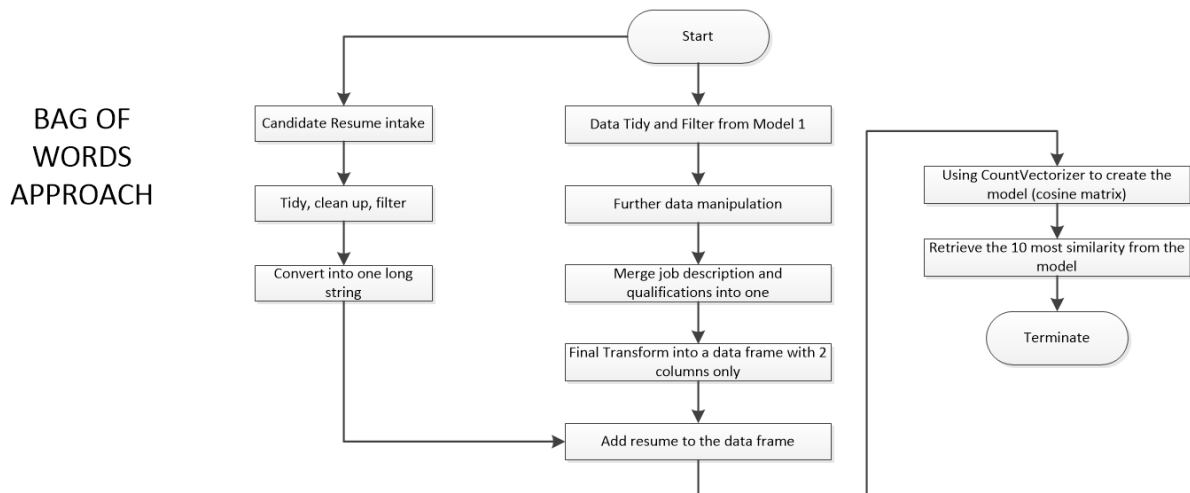 BAG OF
WORDS
APPROACH
Start
Candidate Resume intake
Tidy, clean up, filter
Convert into one long
string
Data Tidy and Filter from Model 1
Further data manipulation
Merge job description and
qualifications into one
Final Transform into a data frame with 2
columns only
Add resume to the data frame
Using CountVectorizer to create the
model (cosine matrix)
Retrieve the 10 most similarity from the
model
Terminate